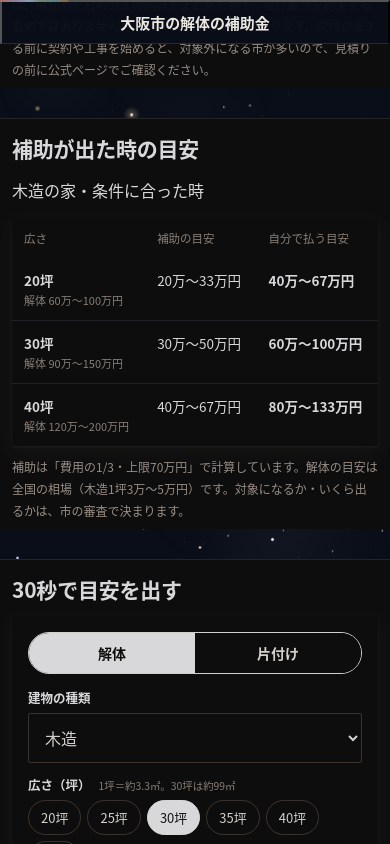 大阪市の解体の補助金
る前に契約や工事を始めると、対象外になる市が多いので、見積り
の前に公式ページでご確認ください。
補助が出た時の目安
木造の家・条件に合った時
広さ 補助の目安 自分で払う目安
20坪 20万〜33万円 40万〜67万円
解体 60万〜100万円
30坪 30万〜50万円 60万〜100万円
解体 90万〜150万円
40坪 40万〜67万円 80万〜133万円
解体 120万〜200万円
補助は「費用の1/3・上限70万円」で計算しています。解体の目安は
全国の相場（木造1坪3万〜5万円）です。対象になるか・いくら出
るかは、市の審査で決まります。
30秒で目安を出す
解体 片付け
建物の種類
木造
広さ（坪） 1坪＝約3.3㎡。30坪は約99㎡
20坪 25坪 30坪 35坪 40坪